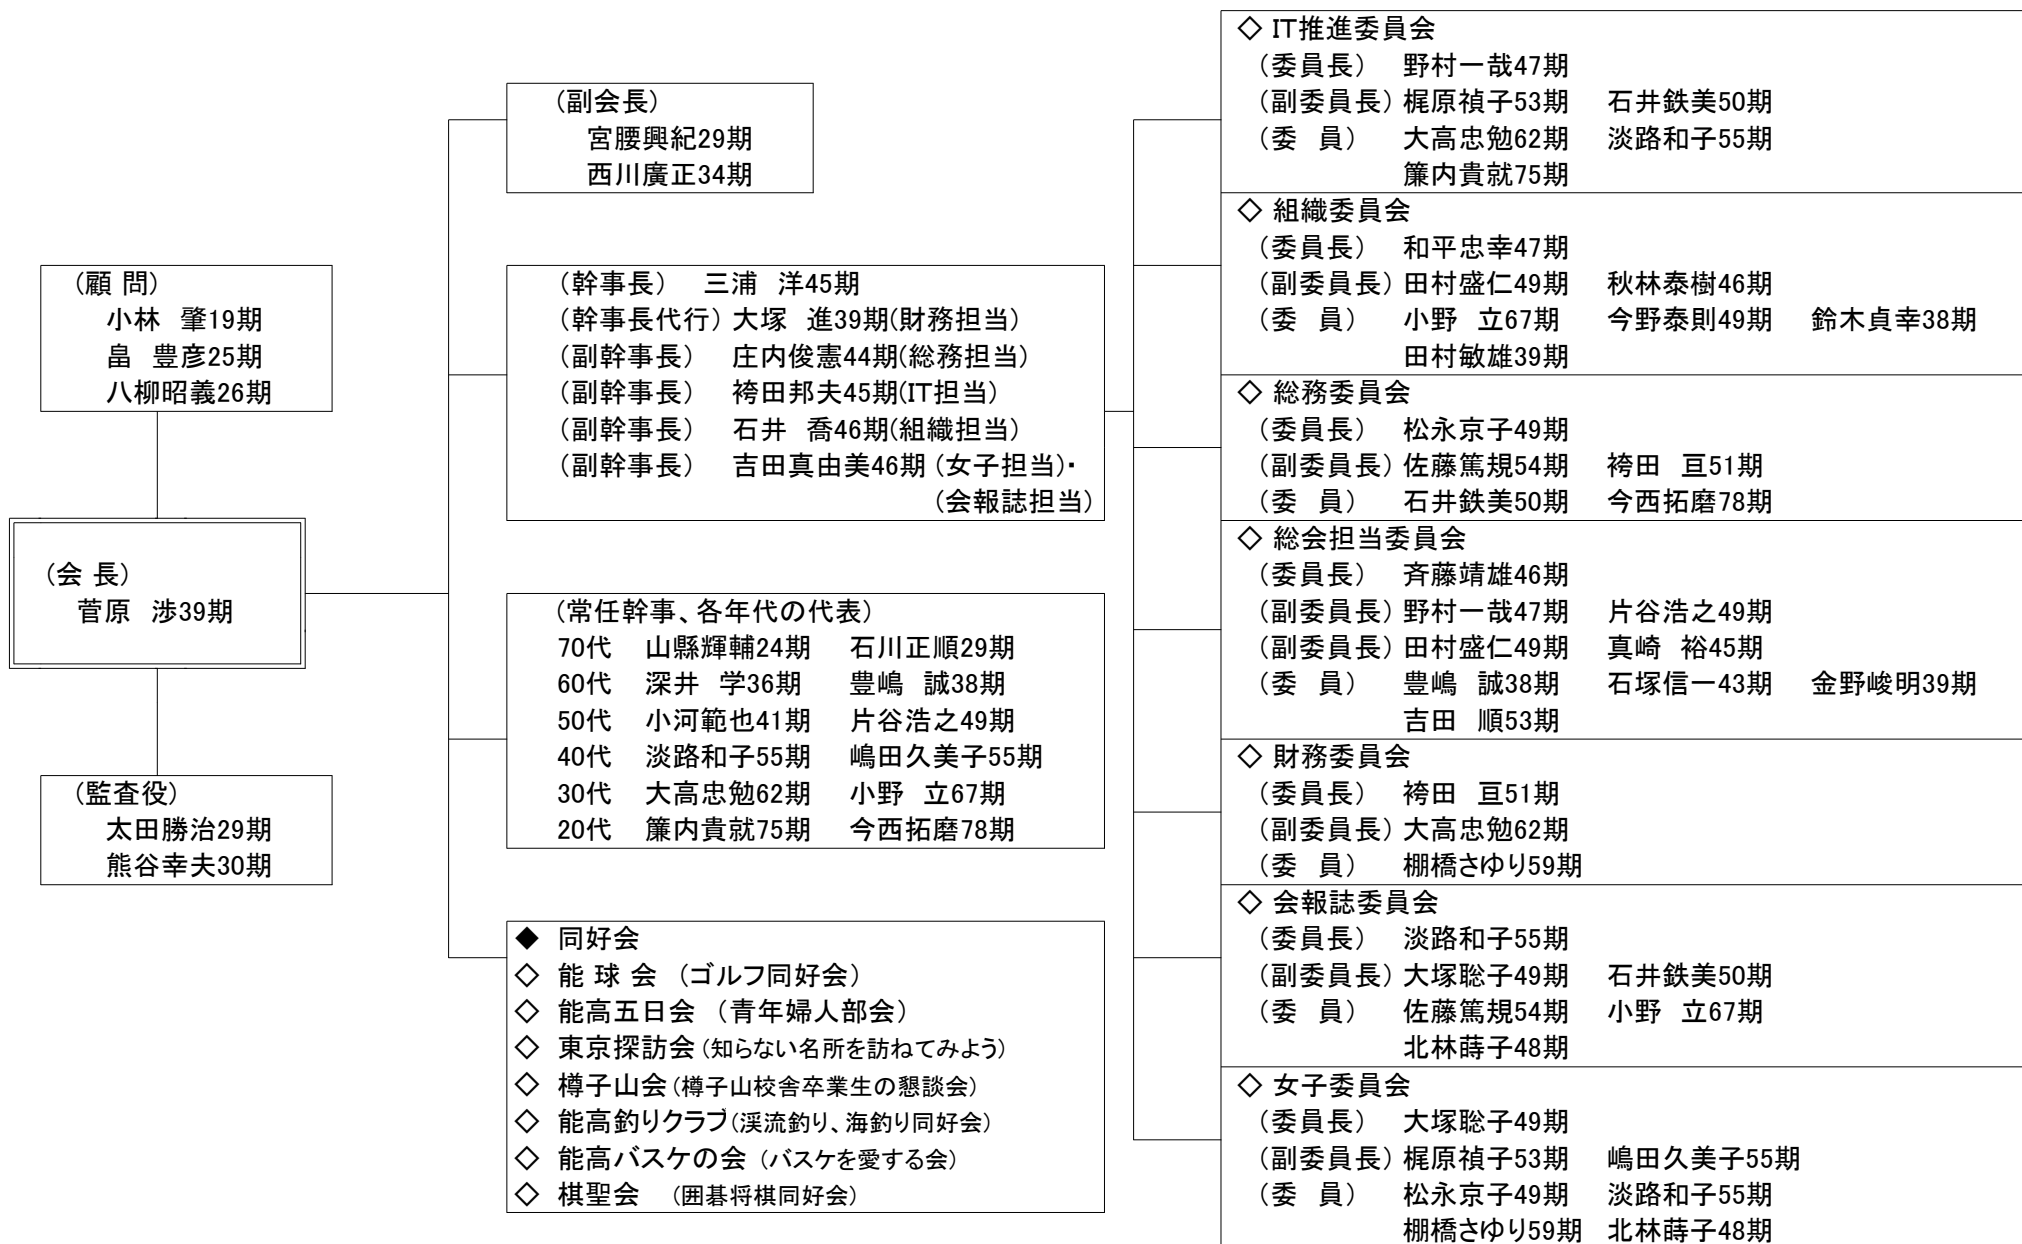 (顧 問)
小林　肇19期
畠　豊彦25期
八柳昭義26期
(会 長)
菅原　渉39期
(監査役)
太田勝治29期
熊谷幸夫30期
(副会長)
宮腰興紀29期
西川廣正34期
(幹事長)　三浦　洋45期
(幹事長代行) 大塚　進39期(財務担当)
(副幹事長)　庄内俊憲44期(総務担当)
(副幹事長)　袴田邦夫45期(IT担当)
(副幹事長)　石井　喬46期(組織担当)
(副幹事長)　吉田真由美46期 (女子担当)・
(会報誌担当)
(常任幹事、各年代の代表)
70代　山縣輝輔24期　石川正順29期
60代　深井　学36期　豊嶋　誠38期
50代　小河範也41期　片谷浩之49期
40代　淡路和子55期　嶋田久美子55期
30代　大高忠勉62期　小野　立67期
20代　簾内貴就75期　今西拓磨78期
◆ 同好会
◇ 能 球 会 （ゴルフ同好会）
◇ 能高五日会 （青年婦人部会）
◇ 東京探訪会 (知らない名所を訪ねてみよう)
◇ 樽子山会 (樽子山校舎卒業生の懇談会)
◇ 能高釣りクラブ (渓流釣り、海釣り同好会)
◇ 能高バスケの会 (バスケを愛する会)
◇ 棋聖会 (囲碁将棋同好会)
◇ IT推進委員会
(委員長)　野村一哉47期
(副委員長) 梶原禎子53期　石井鉄美50期
(委　員)　大高忠勉62期　淡路和子55期
簾内貴就75期
◇ 組織委員会
(委員長)　和平忠幸47期
(副委員長) 田村盛仁49期　秋林泰樹46期
(委　員)　小野　立67期　今野泰則49期　鈴木貞幸38期
田村敏雄39期
◇ 総務委員会
(委員長)　松永京子49期
(副委員長) 佐藤篤規54期　袴田　亘51期
(委　員)　石井鉄美50期　今西拓磨78期
◇ 総会担当委員会
(委員長)　斉藤靖雄46期
(副委員長) 野村一哉47期　片谷浩之49期
(副委員長) 田村盛仁49期　真崎　裕45期
(委　員)　豊嶋　誠38期　石塚信一43期　金野峻明39期
吉田　順53期
◇ 財務委員会
(委員長)　袴田　亘51期
(副委員長) 大高忠勉62期
(委　員)　棚橋さゆり59期
◇ 会報誌委員会
(委員長)　淡路和子55期
(副委員長) 大塚聡子49期　石井鉄美50期
(委　員)　佐藤篤規54期　小野　立67期
北林蒔子48期
◇ 女子委員会
(委員長)　大塚聡子49期
(副委員長) 梶原禎子53期　嶋田久美子55期
(委　員)　松永京子49期　淡路和子55期
棚橋さゆり59期　北林蒔子48期